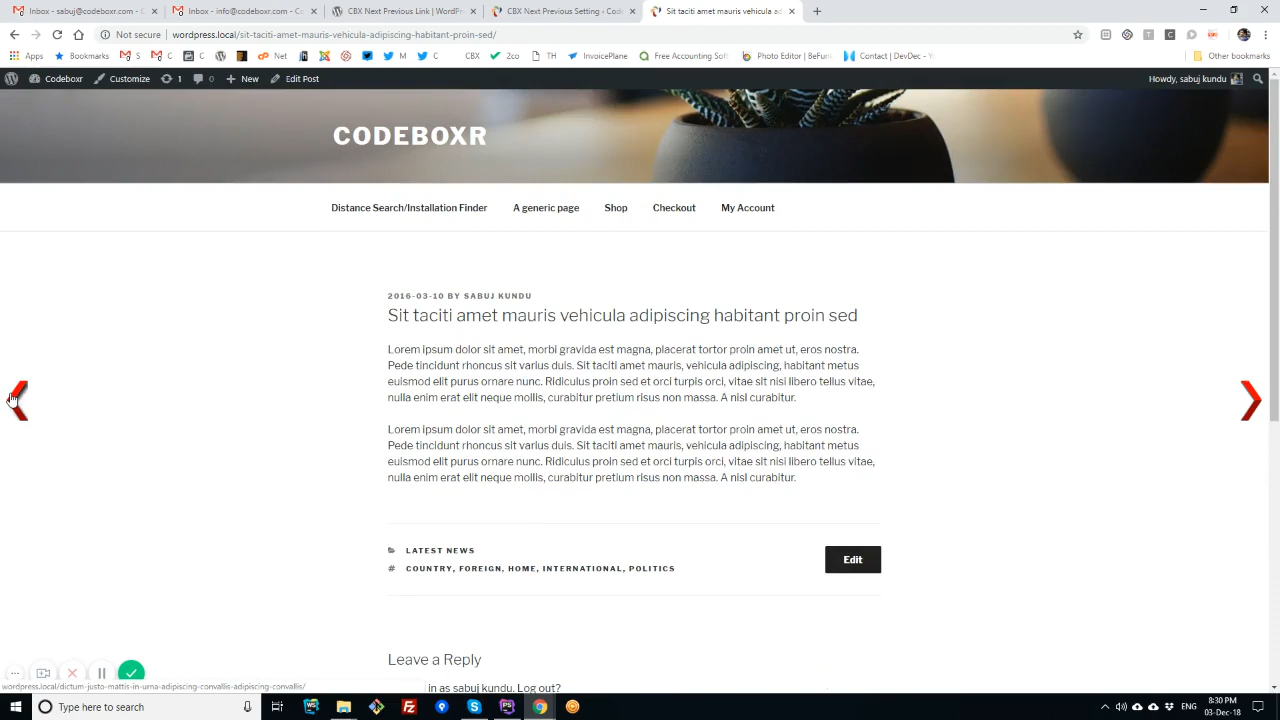 Inbox - sabuj@codeboxr.com - C
Inbox - info@codeboxr.com - Co
CBX Next Previous Link | WordPr
CBX Next Previous Setting ‹ Cod
Sit taciti amet mauris vehicula ad
Not secure
wordpress.local/sit-taciti-amet-mauris-vehicula-adipiscing-habitant-proin-sed/
Apps
Bookmarks
S
C
C
Net
M
C
CBX
2co
TH
InvoicePlane
Free Accounting Soft
Photo Editor | BeFun
Contact | DevDec - Y
Other bookmarks
Codeboxr
Customize
1
0
New
Edit Post
Howdy, sabuj kundu
CODEBOXR
Distance Search/Installation Finder
A generic page
Shop
Checkout
My Account
2016-03-10 BY SABUJ KUNDU
Sit taciti amet mauris vehicula adipiscing habitant proin sed
Lorem ipsum dolor sit amet, morbi gravida est magna, placerat tortor proin amet ut, eros nostra.
Pede tincidunt rhoncus sit varius duis. Sit taciti amet mauris, vehicula adipiscing, habitant metus
euismod elit purus ornare nunc. Ridiculus proin sed et orci turpis orci, vitae sit nisi libero tellus vitae,
nulla enim erat elit neque mollis, curabitur pretium risus non massa. A nisl curabitur.
Lorem ipsum dolor sit amet, morbi gravida est magna, placerat tortor proin amet ut, eros nostra.
Pede tincidunt rhoncus sit varius duis. Sit taciti amet mauris, vehicula adipiscing, habitant metus
euismod elit purus ornare nunc. Ridiculus proin sed et orci turpis orci, vitae sit nisi libero tellus vitae,
nulla enim erat elit neque mollis, curabitur pretium risus non massa. A nisl curabitur.
LATEST NEWS
# COUNTRY, FOREIGN, HOME, INTERNATIONAL, POLITICS
Edit
Leave a Reply
in as sabuj kundu. Log out?
wordpress.local/dictum-justo-mattis-in-urna-adipiscing-convallis-adipiscing-convallis/
Type here to search
ENG
8:30 PM
03-Dec-18